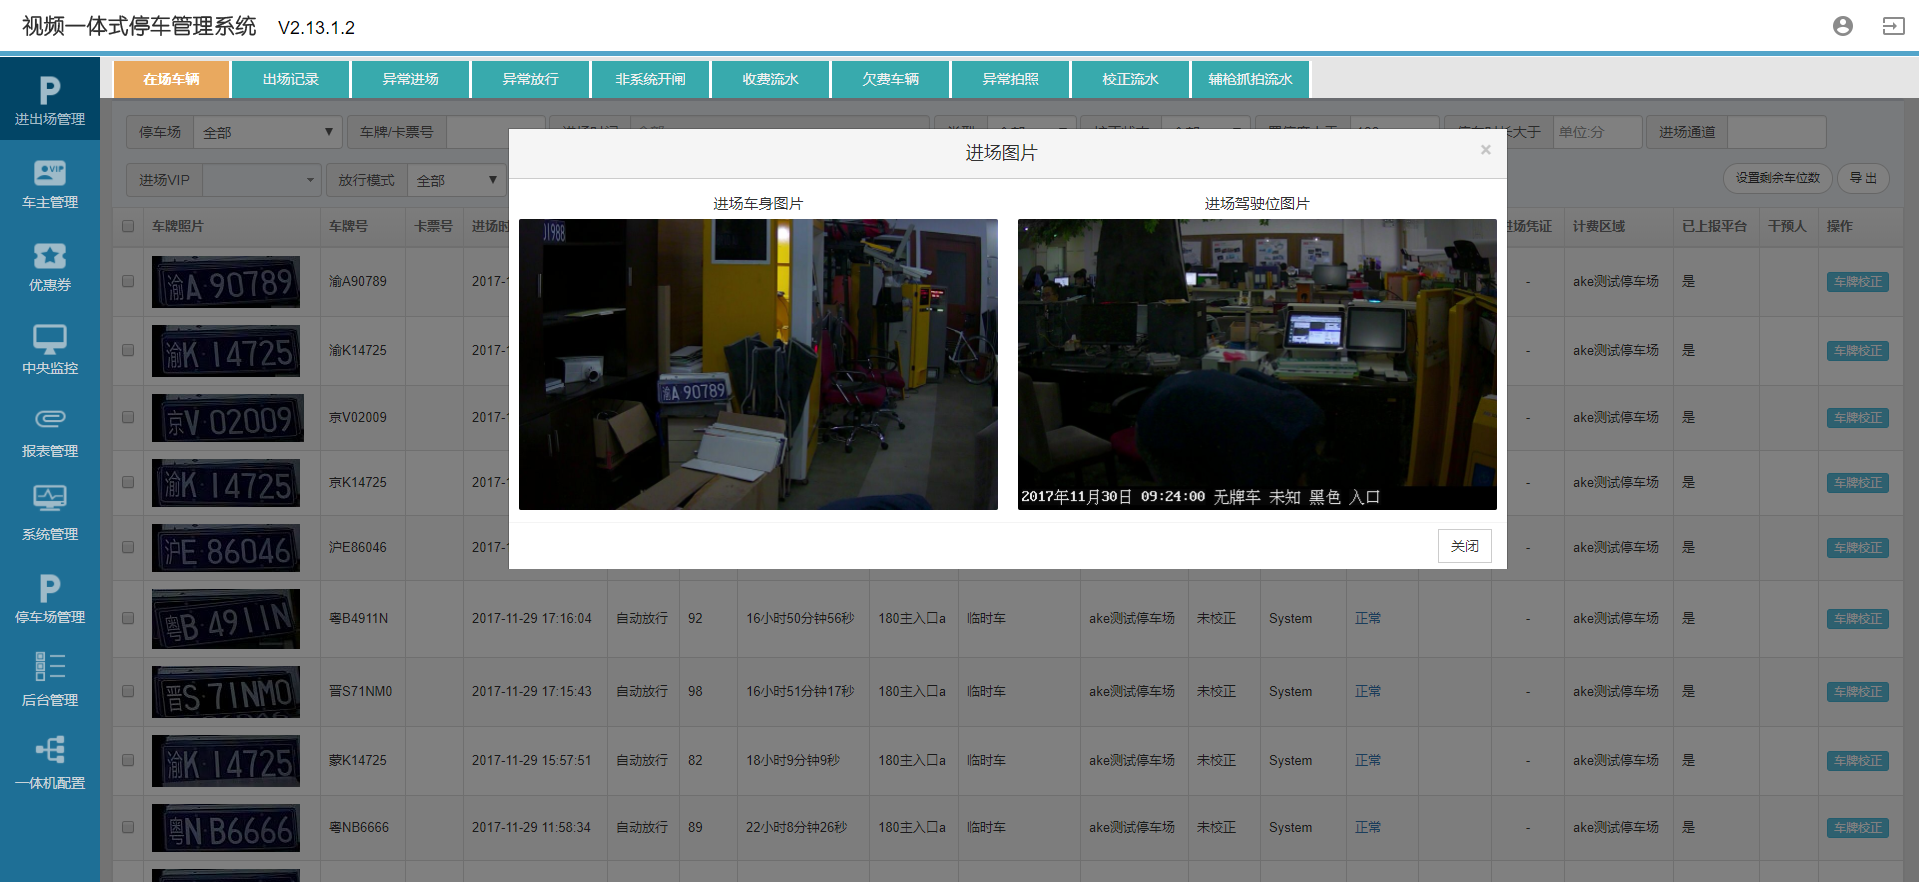 视频一体式停车管理系统 V2.13.1.2
进出场管理
车主管理
优惠券
中央监控
报表管理
系统管理
停车场管理
后台管理
一体机配置
在场车辆 出场记录 异常进场 异常放行 非系统开闸 收费流水 欠费车辆 异常拍照 校正流水 辅枪抓拍流水
停车场 全部 车牌/卡票号 单位:分 进场通道
进场VIP 放行模式 全部 设置剩余车位数 导 出
车牌照片 车牌号 卡票号 进场时 场凭证 计费区域 已上报平台 干预人 操作
渝A·90789 渝A90789 2017-1 - ake测试停车场 是 车牌校正
渝K·14725 渝K14725 2017-1 - ake测试停车场 是 车牌校正
京V·02009 京V02009 2017-1 - ake测试停车场 是 车牌校正
渝K·14725 京K14725 2017-1 - ake测试停车场 是 车牌校正
沪E·86046 沪E86046 2017-1 - ake测试停车场 是 车牌校正
粤B·4911N 粤B4911N 2017-11-29 17:16:04 自动放行 92 16小时50分钟56秒 180主入口a 临时车 ake测试停车场 未校正 System 正常 - ake测试停车场 是 车牌校正
晋S·71NM0 晋S71NM0 2017-11-29 17:15:43 自动放行 98 16小时51分钟17秒 180主入口a 临时车 ake测试停车场 未校正 System 正常 - ake测试停车场 是 车牌校正
渝K·14725 蒙K14725 2017-11-29 15:57:51 自动放行 82 18小时9分钟9秒 180主入口a 临时车 ake测试停车场 未校正 System 正常 - ake测试停车场 是 车牌校正
粤N·B6666 粤NB6666 2017-11-29 11:58:34 自动放行 89 22小时8分钟26秒 180主入口a 临时车 ake测试停车场 未校正 System 正常 - ake测试停车场 是 车牌校正
进场图片 ×
进场车身图片 进场驾驶位图片
J1988
渝A·90789
2017年11月30日 09:24:00 无牌车 未知 黑色 入口
关闭